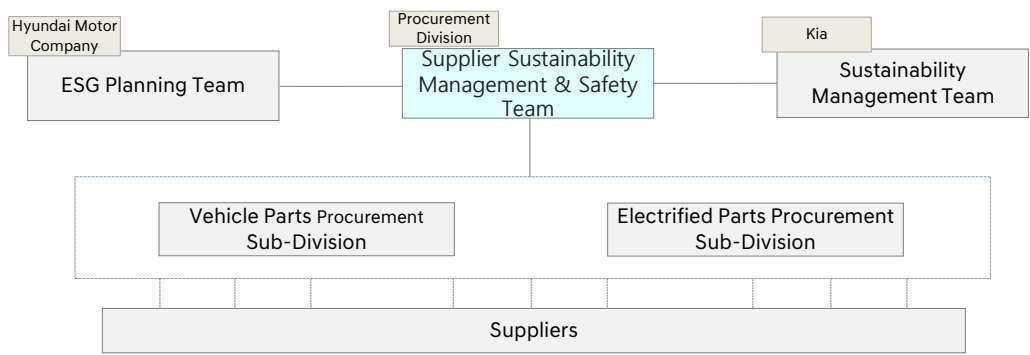 Hyundai Motor
Company
ESG Planning Team
Procurement
Division
Supplier Sustainability
Management & Safety
Team
Kia
Sustainability
Management Team
Vehicle Parts Procurement
Sub-Division
Electrified Parts Procurement
Sub-Division
Suppliers